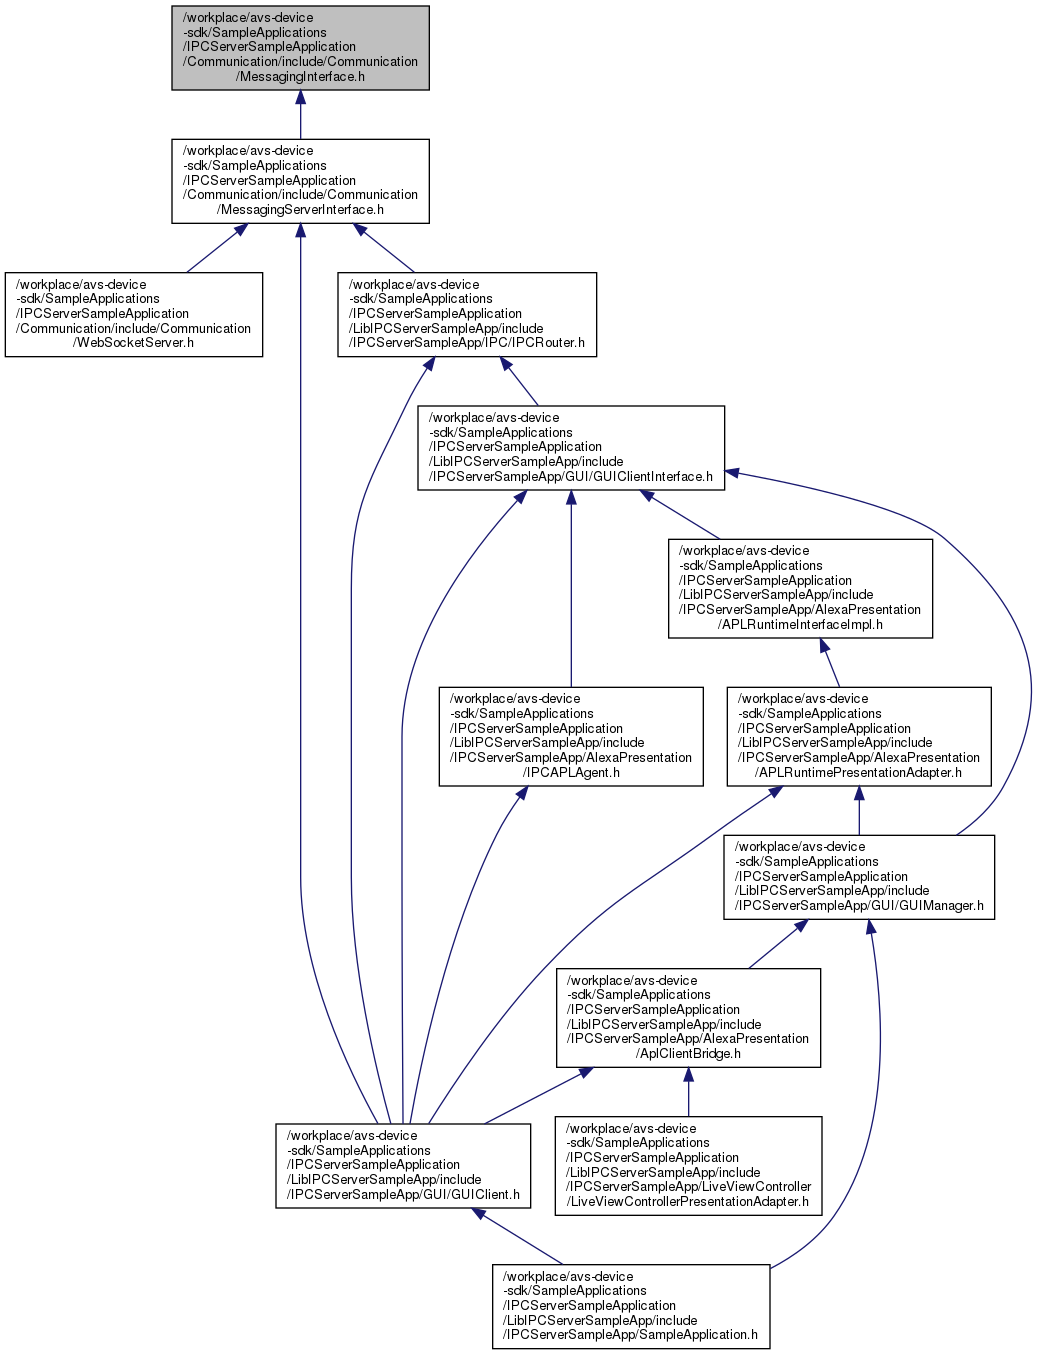 /workplace/avs-device
-sdk/SampleApplications
/IPCServerSampleApplication
/Communication/include/Communication
/MessagingInterface.h
/workplace/avs-device
-sdk/SampleApplications
/IPCServerSampleApplication
/Communication/include/Communication
/MessagingServerInterface.h
/workplace/avs-device
-sdk/SampleApplications
/IPCServerSampleApplication
/Communication/include/Communication
/WebSocketServer.h
/workplace/avs-device
-sdk/SampleApplications
/IPCServerSampleApplication
/LibIPCServerSampleApp/include
/IPCServerSampleApp/IPC/IPCRouter.h
/workplace/avs-device
-sdk/SampleApplications
/IPCServerSampleApplication
/LibIPCServerSampleApp/include
/IPCServerSampleApp/GUI/GUIClientInterface.h
/workplace/avs-device
-sdk/SampleApplications
/IPCServerSampleApplication
/LibIPCServerSampleApp/include
/IPCServerSampleApp/AlexaPresentation
/APLRuntimeInterfaceImpl.h
/workplace/avs-device
-sdk/SampleApplications
/IPCServerSampleApplication
/LibIPCServerSampleApp/include
/IPCServerSampleApp/AlexaPresentation
/IPCAPLAgent.h
/workplace/avs-device
-sdk/SampleApplications
/IPCServerSampleApplication
/LibIPCServerSampleApp/include
/IPCServerSampleApp/AlexaPresentation
/APLRuntimePresentationAdapter.h
/workplace/avs-device
-sdk/SampleApplications
/IPCServerSampleApplication
/LibIPCServerSampleApp/include
/IPCServerSampleApp/GUI/GUIManager.h
/workplace/avs-device
-sdk/SampleApplications
/IPCServerSampleApplication
/LibIPCServerSampleApp/include
/IPCServerSampleApp/AlexaPresentation
/AplClientBridge.h
/workplace/avs-device
-sdk/SampleApplications
/IPCServerSampleApplication
/LibIPCServerSampleApp/include
/IPCServerSampleApp/GUI/GUIClient.h
/workplace/avs-device
-sdk/SampleApplications
/IPCServerSampleApplication
/LibIPCServerSampleApp/include
/IPCServerSampleApp/LiveViewController
/LiveViewControllerPresentationAdapter.h
/workplace/avs-device
-sdk/SampleApplications
/IPCServerSampleApplication
/LibIPCServerSampleApp/include
/IPCServerSampleApp/SampleApplication.h